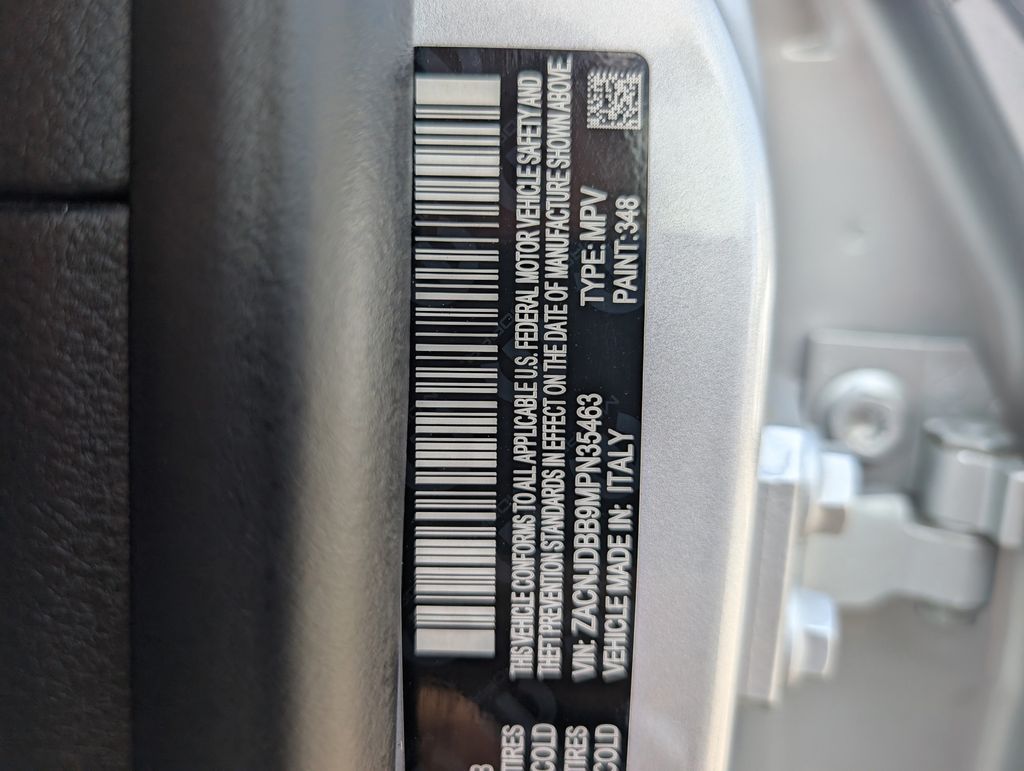 THIS VEHICLE CONFORMS TO ALL APPLICABLE U.S. FEDERAL MOTOR VEHICLE SAFETY AND
THEFT PREVENTION STANDARDS IN EFFECT ON THE DATE OF MANUFACTURE SHOWN ABOVE.
VIN: ZACNJDBB9MPN35463 TYPE: MPV
VEHICLE MADE IN: ITALY PAINT: 348
TIRES
COLD
TIRES
COLD